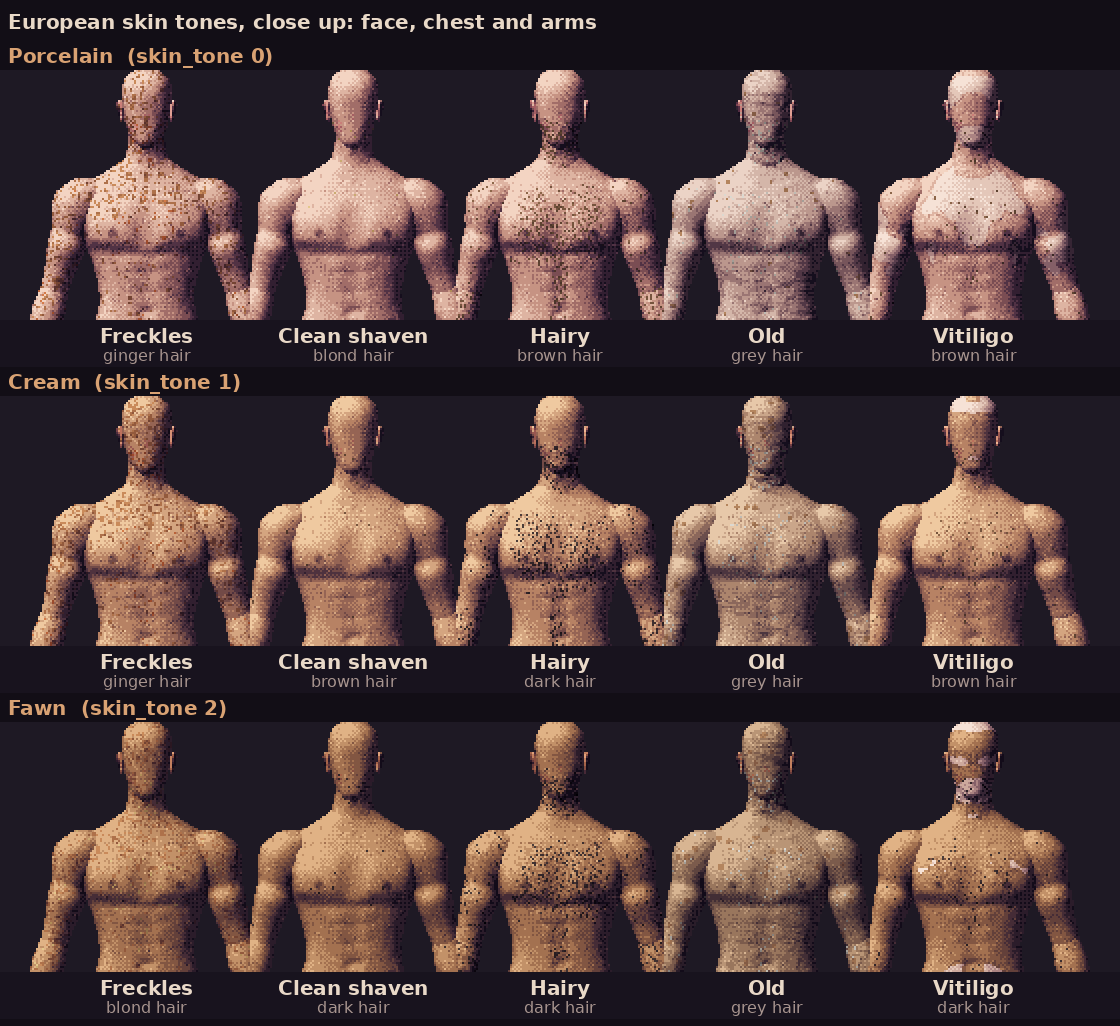 European skin tones, close up: face, chest and arms
Porcelain  (skin_tone 0)
Freckles Clean shaven Hairy Old Vitiligo
ginger hair blond hair brown hair grey hair brown hair
Cream  (skin_tone 1)
Freckles Clean shaven Hairy Old Vitiligo
ginger hair brown hair dark hair grey hair brown hair
Fawn  (skin_tone 2)
Freckles Clean shaven Hairy Old Vitiligo
blond hair dark hair dark hair grey hair dark hair